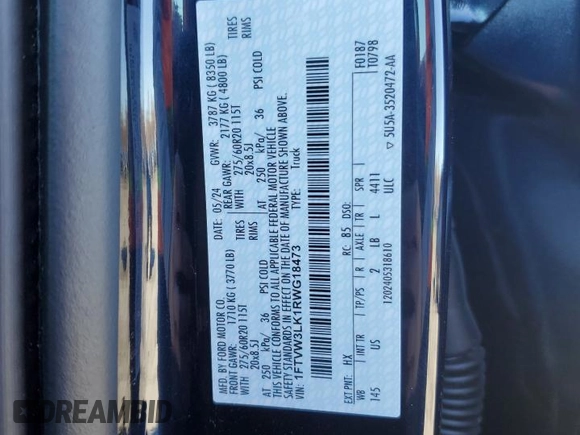 MFD. BY FORD MOTOR CO.
DATE: 05/24 GVWR: 3787 KG ( 8350 LB)
FRONT GAWR: 1710 KG ( 3770 LB) REAR GAWR: 2177 KG ( 4800 LB)
WITH 275/60R20 115T TIRES WITH 275/60R20 115T TIRES
20x8.5J RIMS 20x8.5J RIMS
AT 250 kPa/ 36 PSI COLD AT 250 kPa/ 36 PSI COLD
THIS VEHICLE CONFORMS TO ALL APPLICABLE FEDERAL MOTOR VEHICLE
SAFETY STANDARDS IN EFFECT ON THE DATE OF MANUFACTURE SHOWN ABOVE.
VIN: 1FTVW3LK1RWG18473
TYPE: Truck
F0187
T0798
EXT PNT: HX RC: 85 DSO:
WB INT TR TP/PS R AXLE TR SPR
145 US 2 LB L 4411
ULC
1202405318610 ▽ 5U5A-3520472-AA
DREAMBID